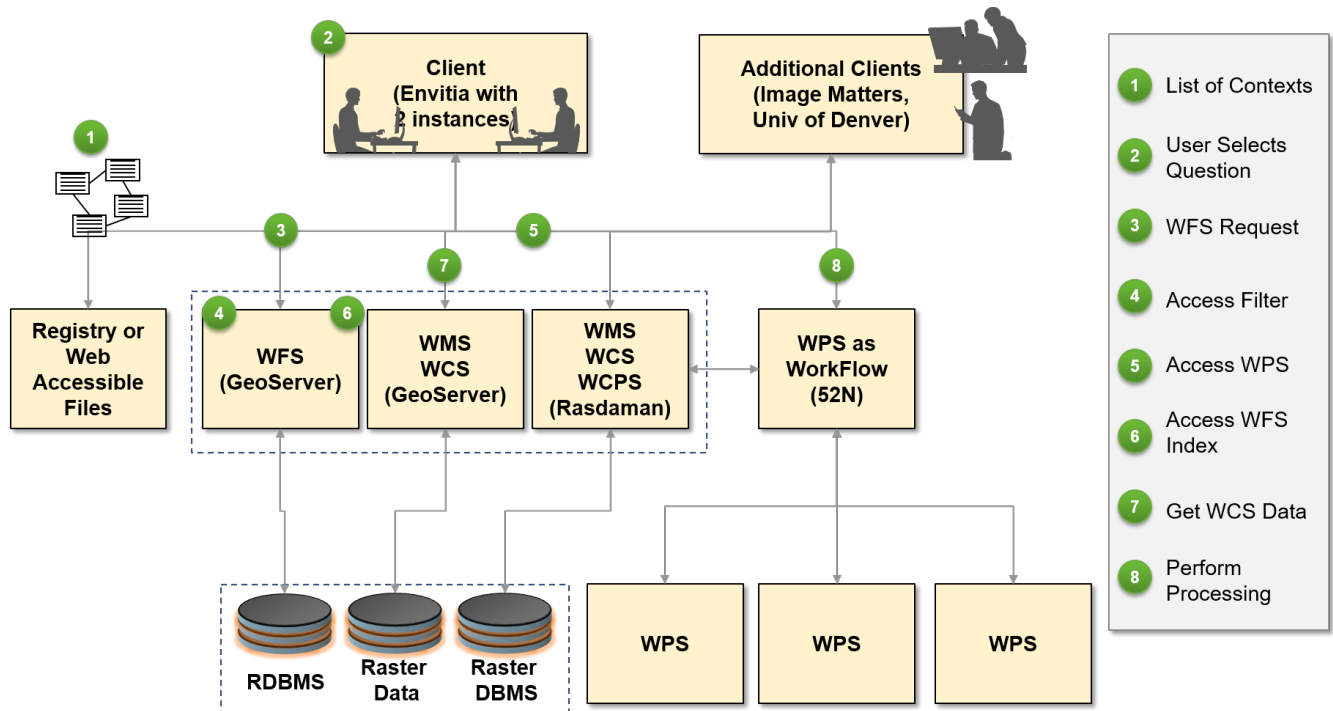 2
Client
(Envitia with
2 instances)
Additional Clients
(Image Matters,
Univ of Denver)
1
3
5
7
8
4
6
Registry or
Web
Accessible
Files
WFS
(GeoServer)
WMS
WCS
(GeoServer)
WMS
WCS
WCPS
(Rasdaman)
WPS as
WorkFlow
(52N)
RDBMS
Raster
Data
Raster
DBMS
WPS
WPS
WPS
1 List of Contexts
2 User Selects
Question
3 WFS Request
4 Access Filter
5 Access WPS
6 Access WFS
Index
7 Get WCS Data
8 Perform
Processing